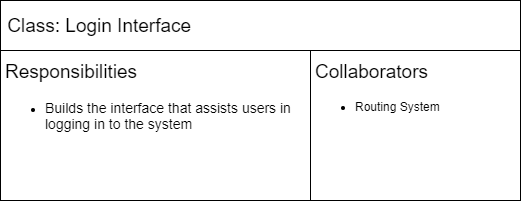 Class: Login Interface
Responsibilities
• Builds the interface that assists users in
logging in to the system
Collaborators
• Routing System